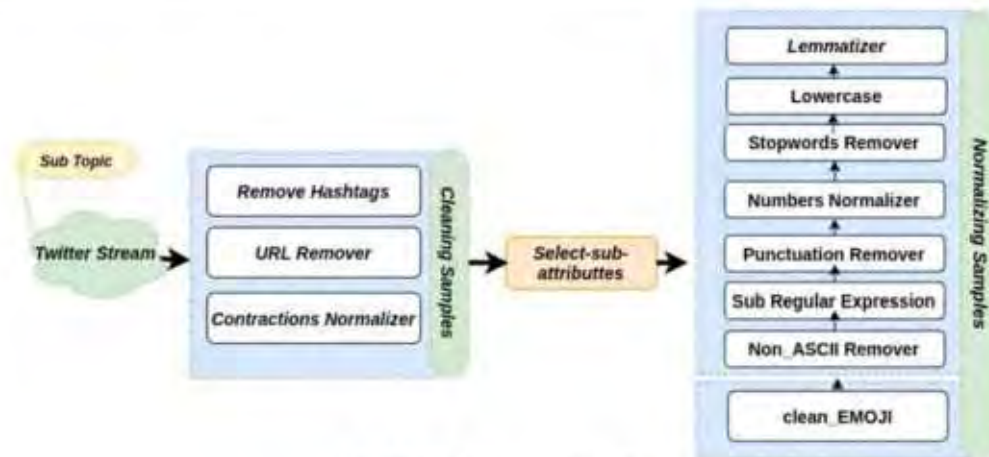 Sub Topic
Twitter Stream
Remove Hashtags
URL Remover
Contractions Normalizer
Cleaning Samples
Select-sub-
attributtes
Lemmatizer
Lowercase
Stopwords Remover
Numbers Normalizer
Punctuation Remover
Sub Regular Expression
Non_ASCII Remover
clean_EMOJI
Normalizing Samples